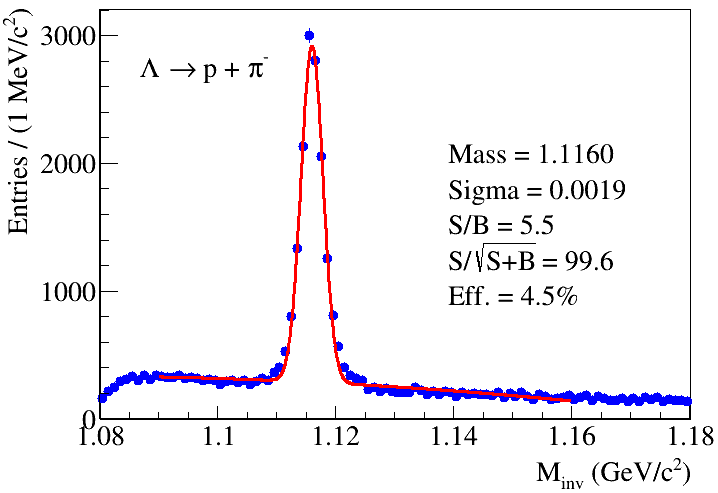 Entries / (1 MeV/c²)
3000
2000
1000
0
Λ → p + π⁻
Mass = 1.1160
Sigma = 0.0019
S/B = 5.5
S/√S+B = 99.6
Eff. = 4.5%
1.08 1.1 1.12 1.14 1.16 1.18
M_inv (GeV/c²)